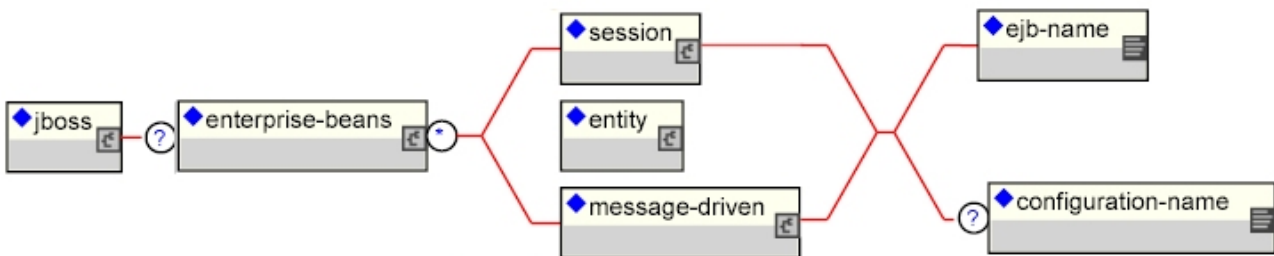 session
ejb-name
jboss
?
enterprise-beans
*
entity
message-driven
?
configuration-name